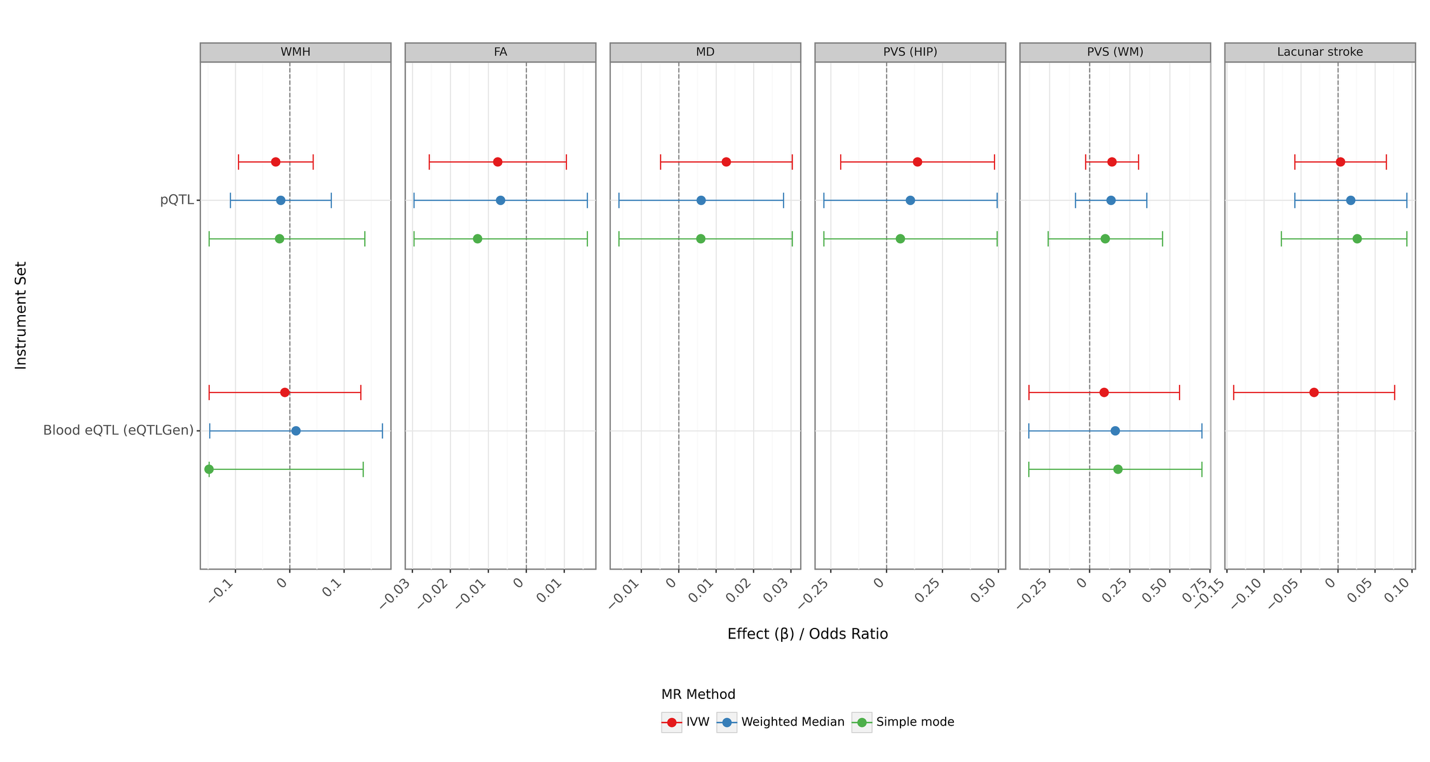 WMH FA MD PVS (HIP) PVS (WM) Lacunar stroke
pQTL
Blood eQTL (eQTLGen)
Instrument Set
−0.1 0 0.1 −0.03 −0.02 −0.01 0 0.01 −0.01 0 0.01 0.02 0.03 −0.25 0 0.25 0.50 −0.25 0 0.25 0.50 0.75 −0.15 −0.10 −0.05 0 0.05 0.10
Effect (β) / Odds Ratio
MR Method
IVW Weighted Median Simple mode